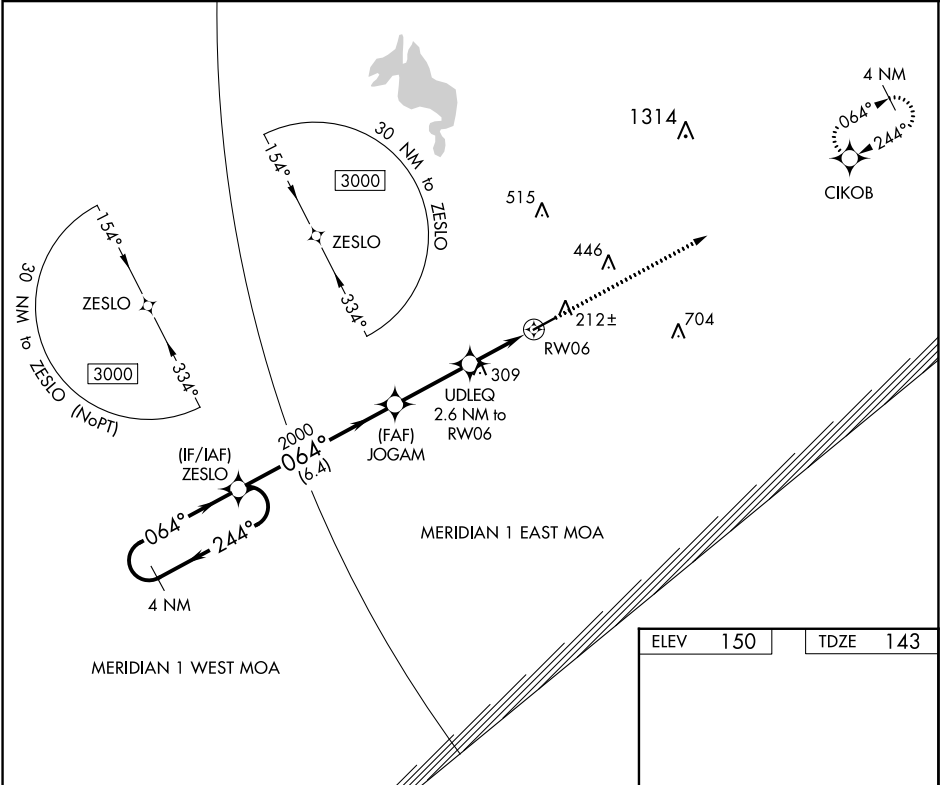 4 NM
064°
244°
CIKOB
1314
30 NM to ZESLO
154°
3000
ZESLO
334°
515
446
212±
704
154°
ZESLO
334°
30 NM to ZESLO (NoPT)
3000
RW06
309
UDLEQ
2.6 NM to
RW06
(FAF)
JOGAM
2000
064°
(6.4)
(IF/IAF)
ZESLO
064°
244°
4 NM
MERIDIAN 1 EAST MOA
MERIDIAN 1 WEST MOA
ELEV 150
TDZE 143